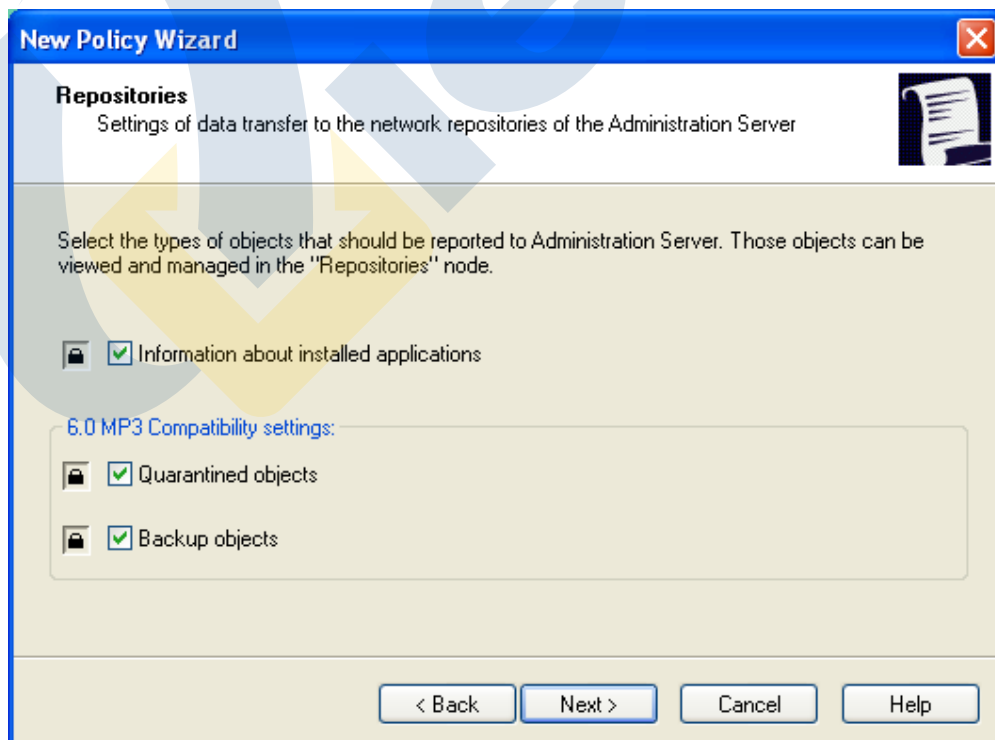 New Policy Wizard
Repositories
Settings of data transfer to the network repositories of the Administration Server
Select the types of objects that should be reported to Administration Server. Those objects can be
viewed and managed in the "Repositories" node.
Information about installed applications
6.0 MP3 Compatibility settings:
Quarantined objects
Backup objects
< Back
Next >
Cancel
Help